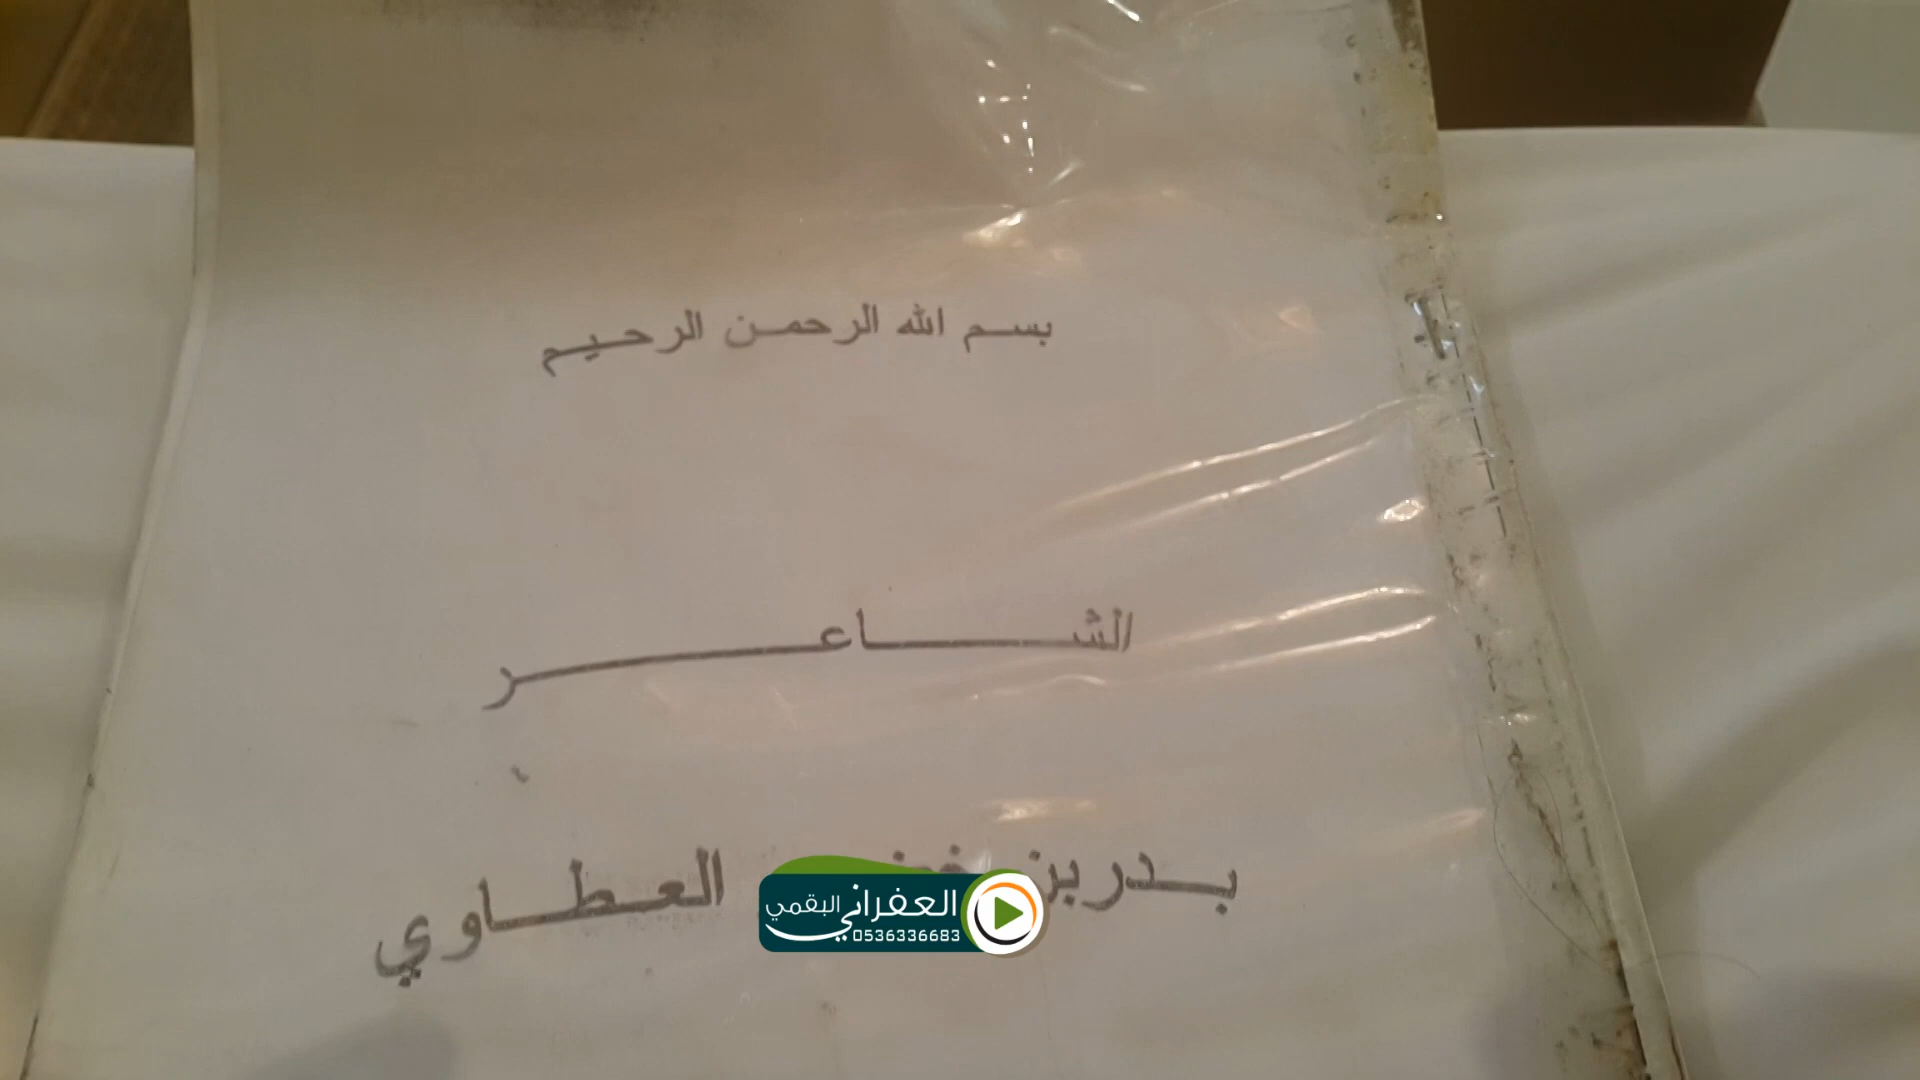 بسم الله الرحمن الرحيم
الشاعر
بدر بن العطاوي
العفراني البقمي
0536336683